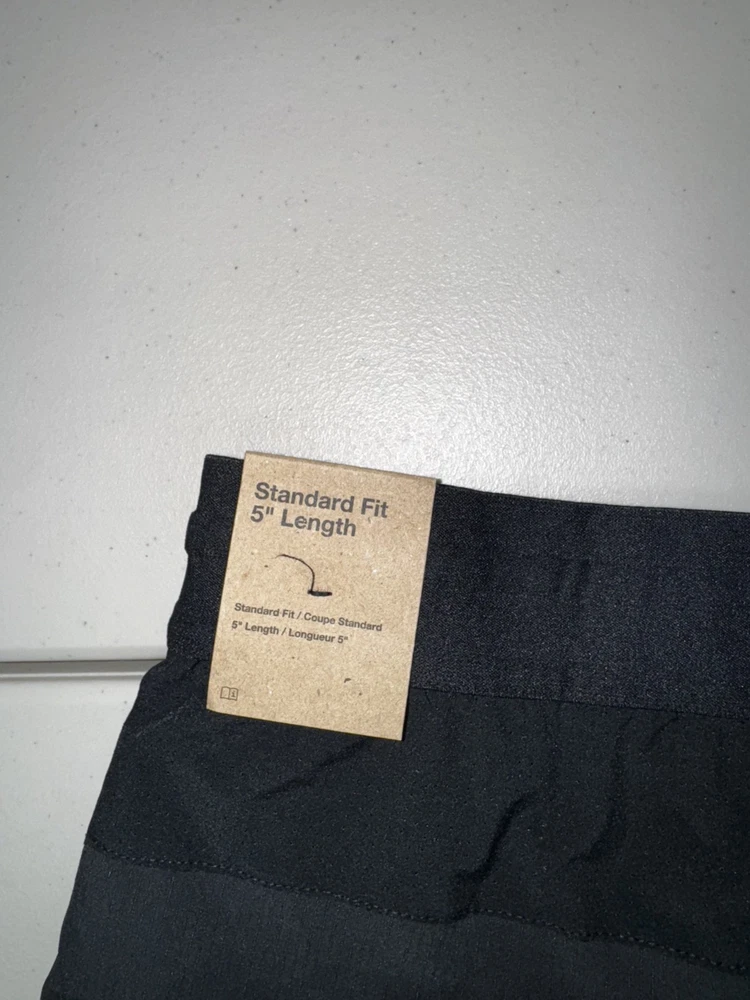 Standard Fit
5" Length
Standard Fit / Coupe Standard
5" Length / Longueur 5"